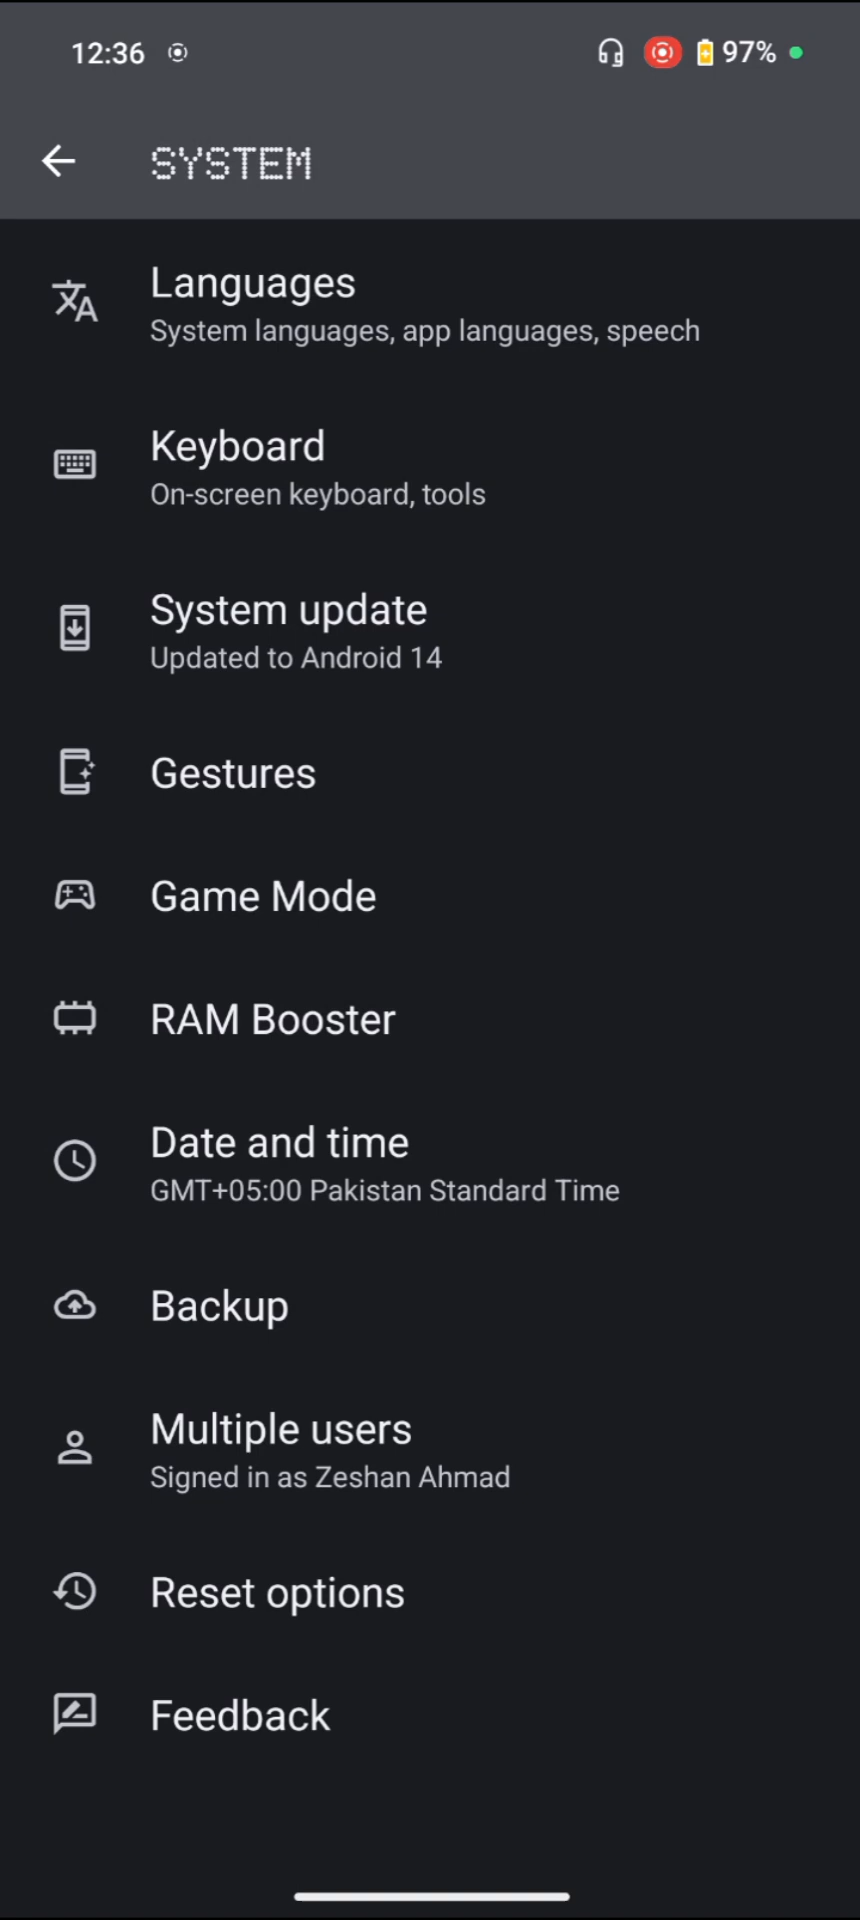 12:36 97%
SYSTEM
Languages
System languages, app languages, speech
Keyboard
On-screen keyboard, tools
System update
Updated to Android 14
Gestures
Game Mode
RAM Booster
Date and time
GMT+05:00 Pakistan Standard Time
Backup
Multiple users
Signed in as Zeshan Ahmad
Reset options
Feedback